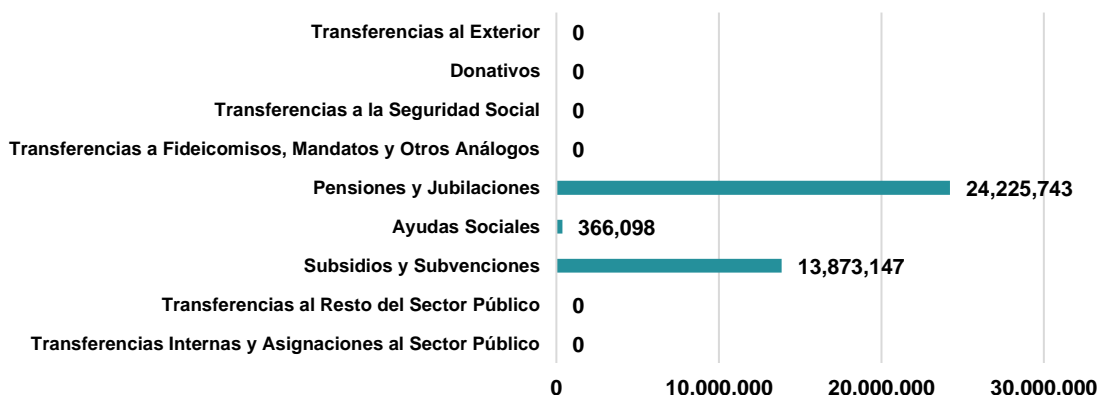 Transferencias al Exterior 0
Donativos 0
Transferencias a la Seguridad Social 0
Transferencias a Fideicomisos, Mandatos y Otros Análogos 0
Pensiones y Jubilaciones 24,225,743
Ayudas Sociales 366,098
Subsidios y Subvenciones 13,873,147
Transferencias al Resto del Sector Público 0
Transferencias Internas y Asignaciones al Sector Público 0
0 10,000,000 20,000,000 30,000,000